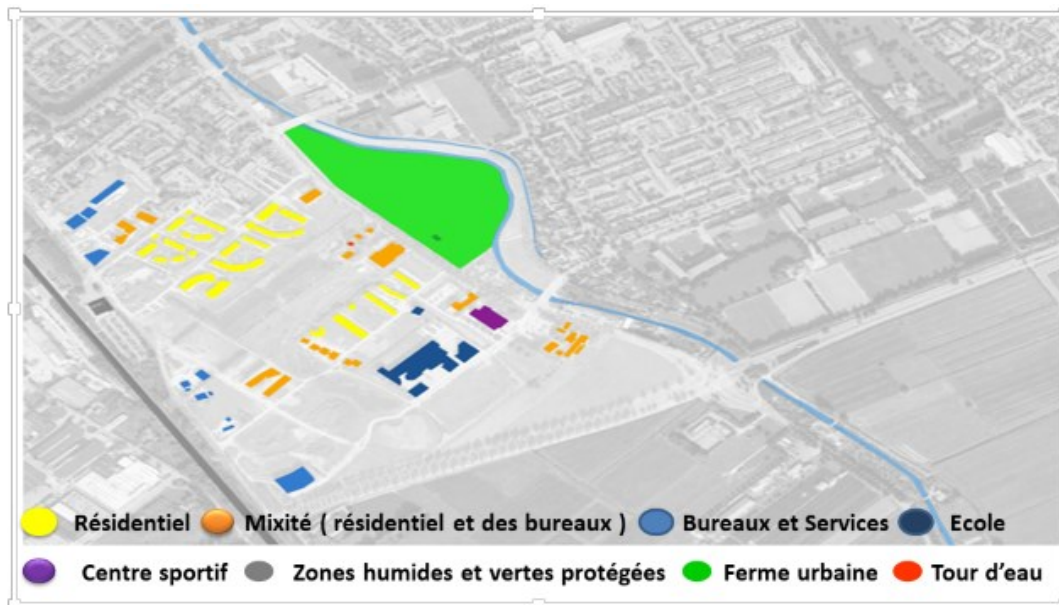 Résidentiel Mixité ( résidentiel et des bureaux ) Bureaux et Services Ecole
Centre sportif Zones humides et vertes protégées Ferme urbaine Tour d'eau